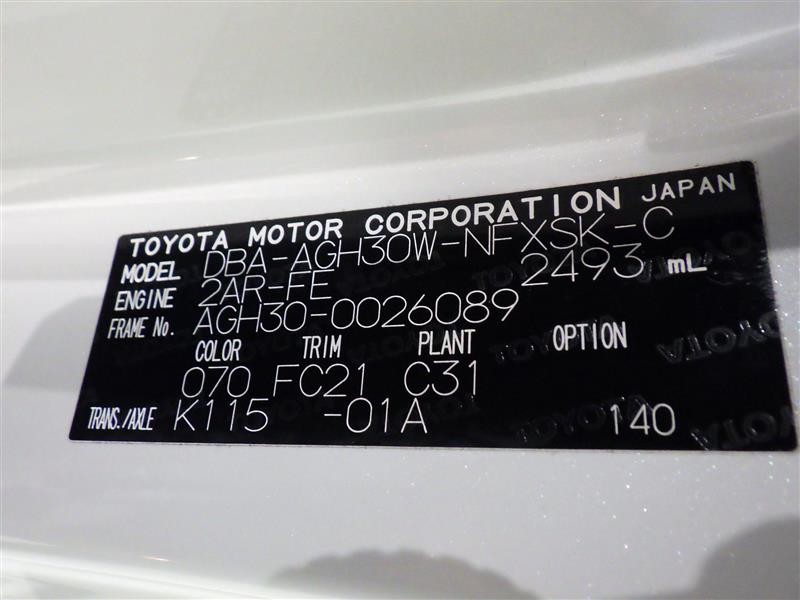 TOYOTA MOTOR CORPORATION JAPAN
MODEL DBA-AGH30W-NFXSK-C
ENGINE 2AR-FE 2493 mL
FRAME No. AGH30-0026089
COLOR TRIM PLANT OPTION
070 FC21 C31
TRANS./AXLE K115 -01A 140